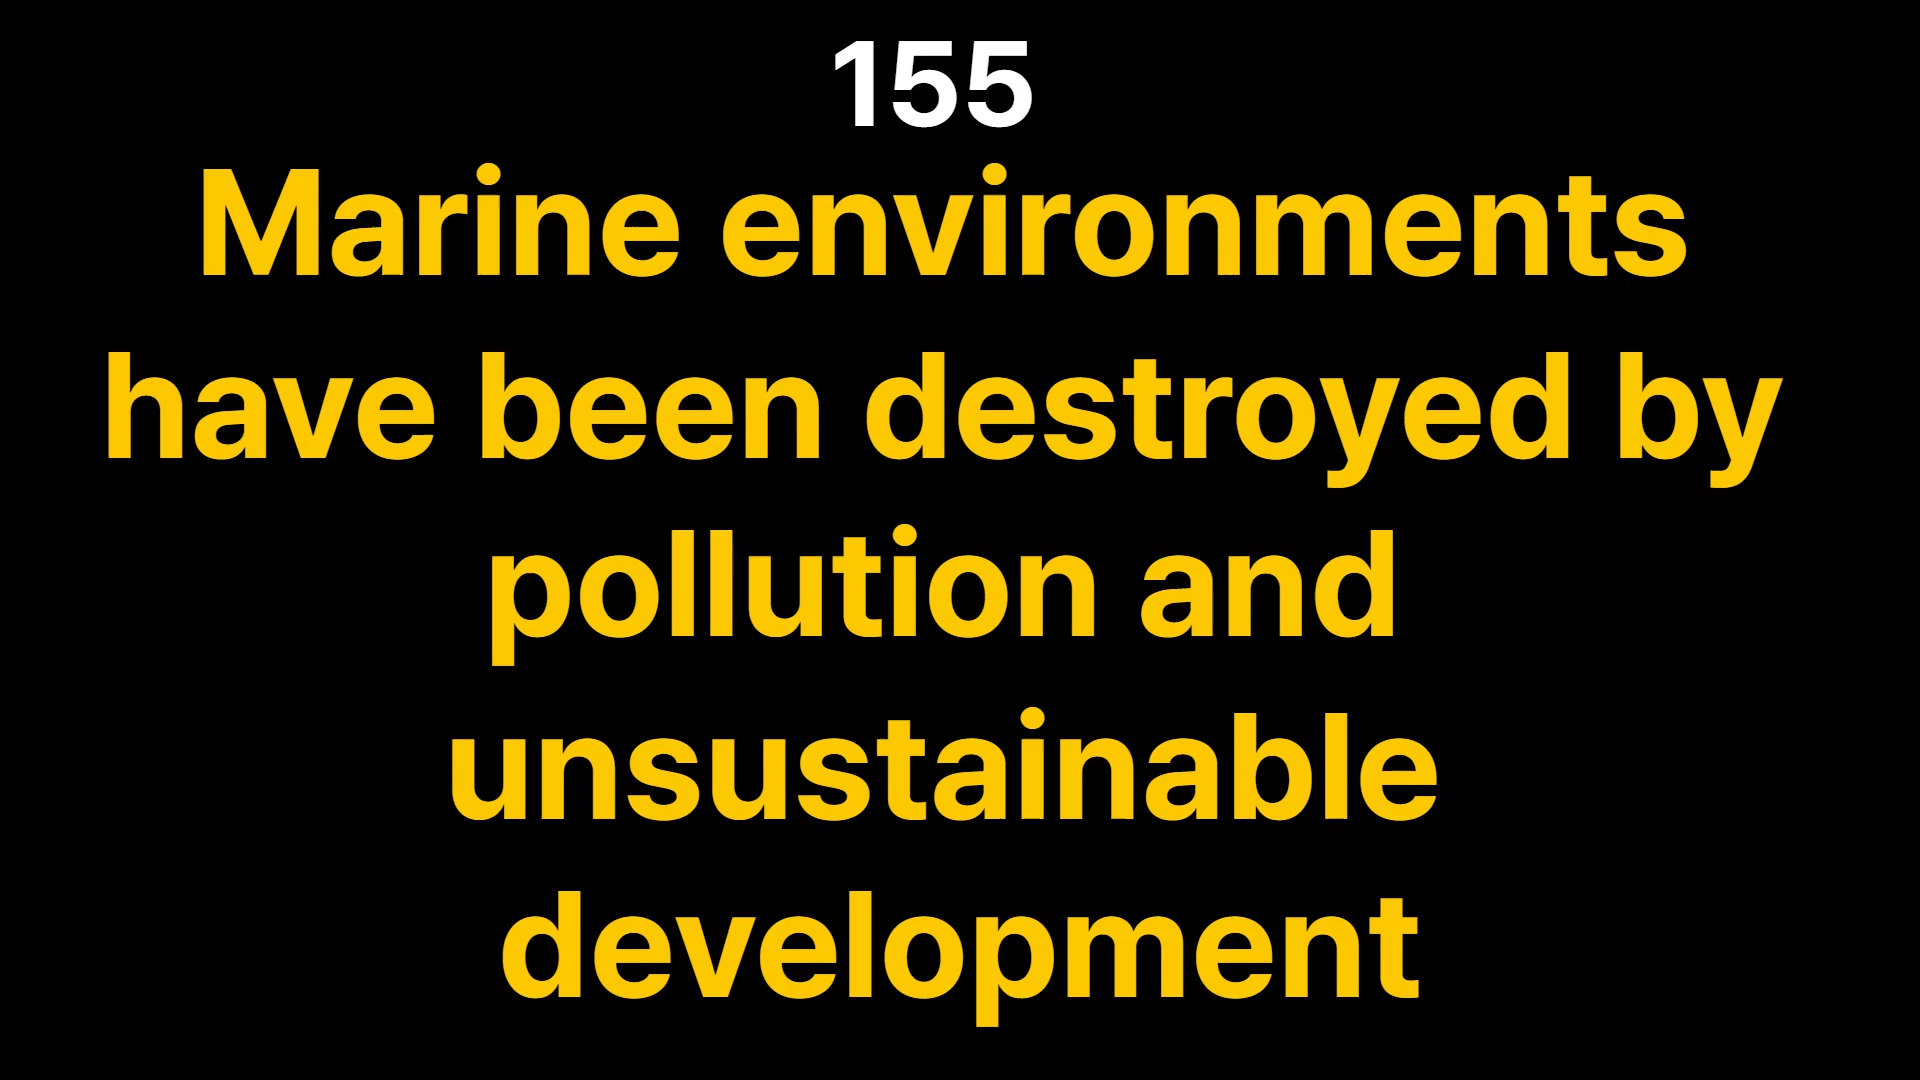 155
Marine environments
have been destroyed by
pollution and
unsustainable
development